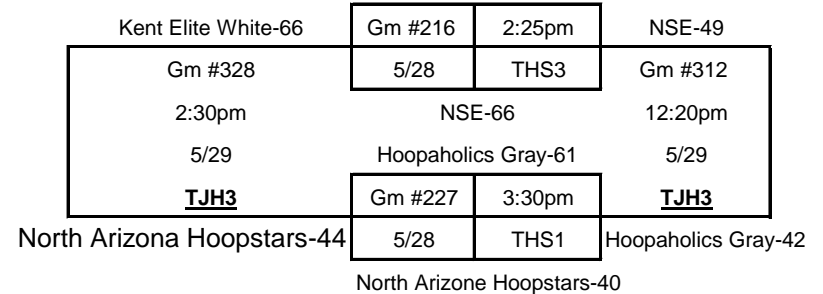 Kent Elite White-66 Gm #216 2:25pm NSE-49
Gm #328 5/28 THS3 Gm #312
2:30pm NSE-66 12:20pm
5/29 Hoopaholics Gray-61 5/29
TJH3 Gm #227 3:30pm TJH3
North Arizona Hoopstars-44 5/28 THS1 Hoopaholics Gray-42
North Arizone Hoopstars-40